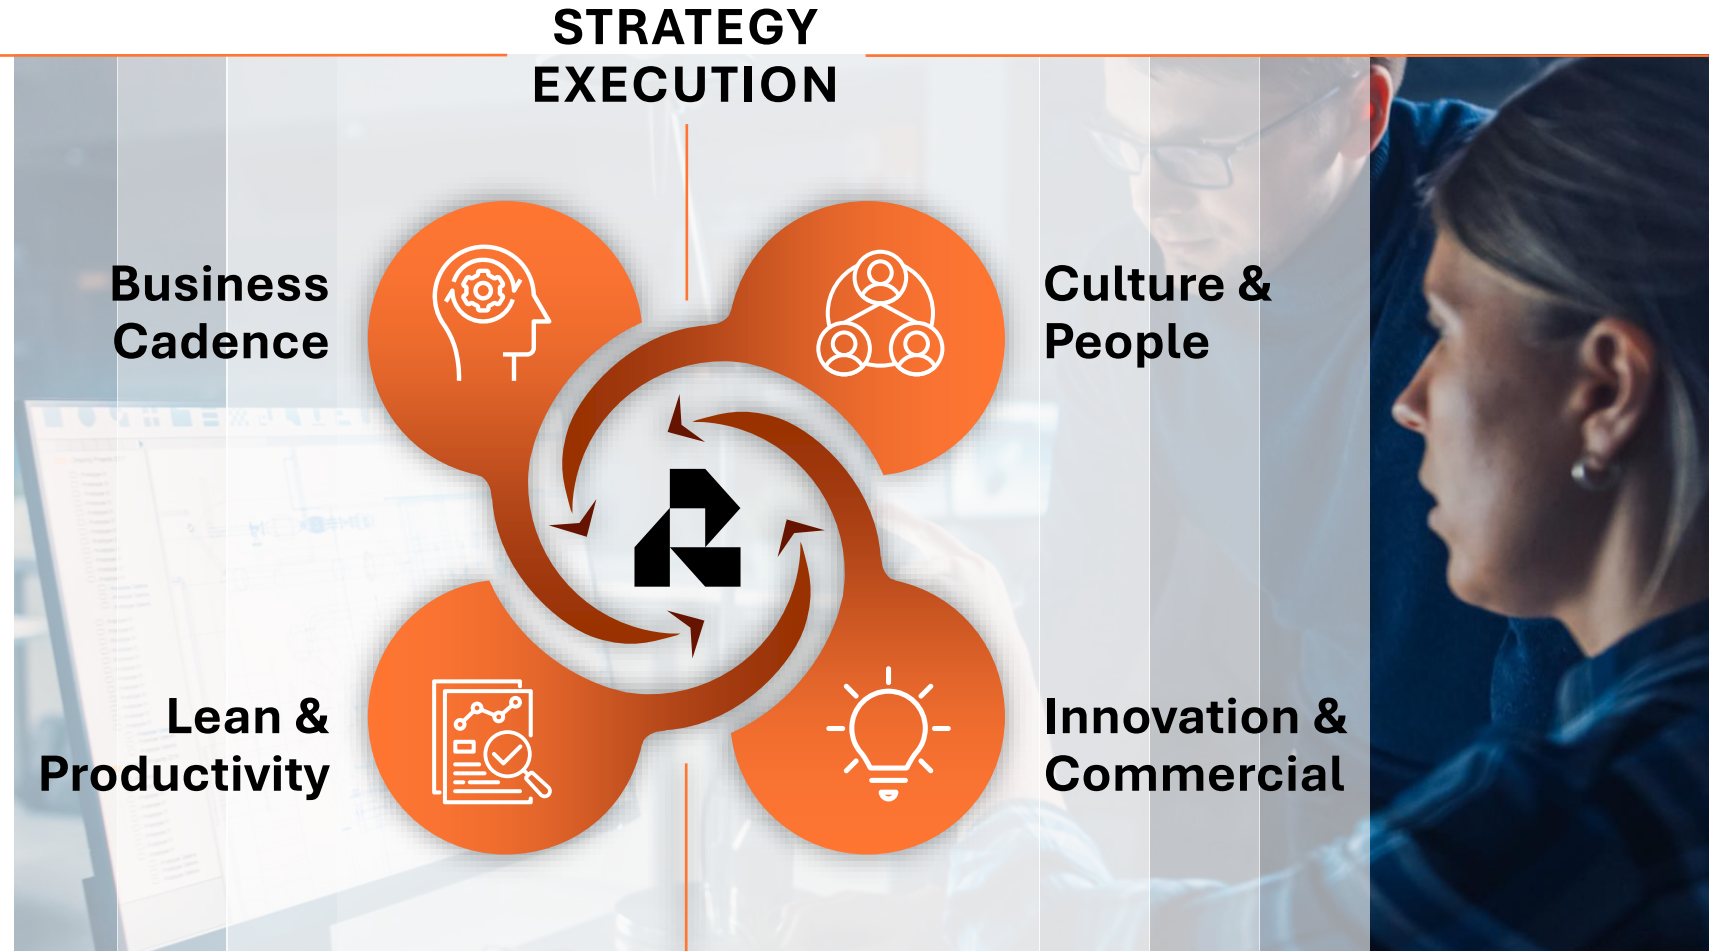 STRATEGY
EXECUTION
Business
Cadence
Culture &
People
Lean &
Productivity
Innovation &
Commercial